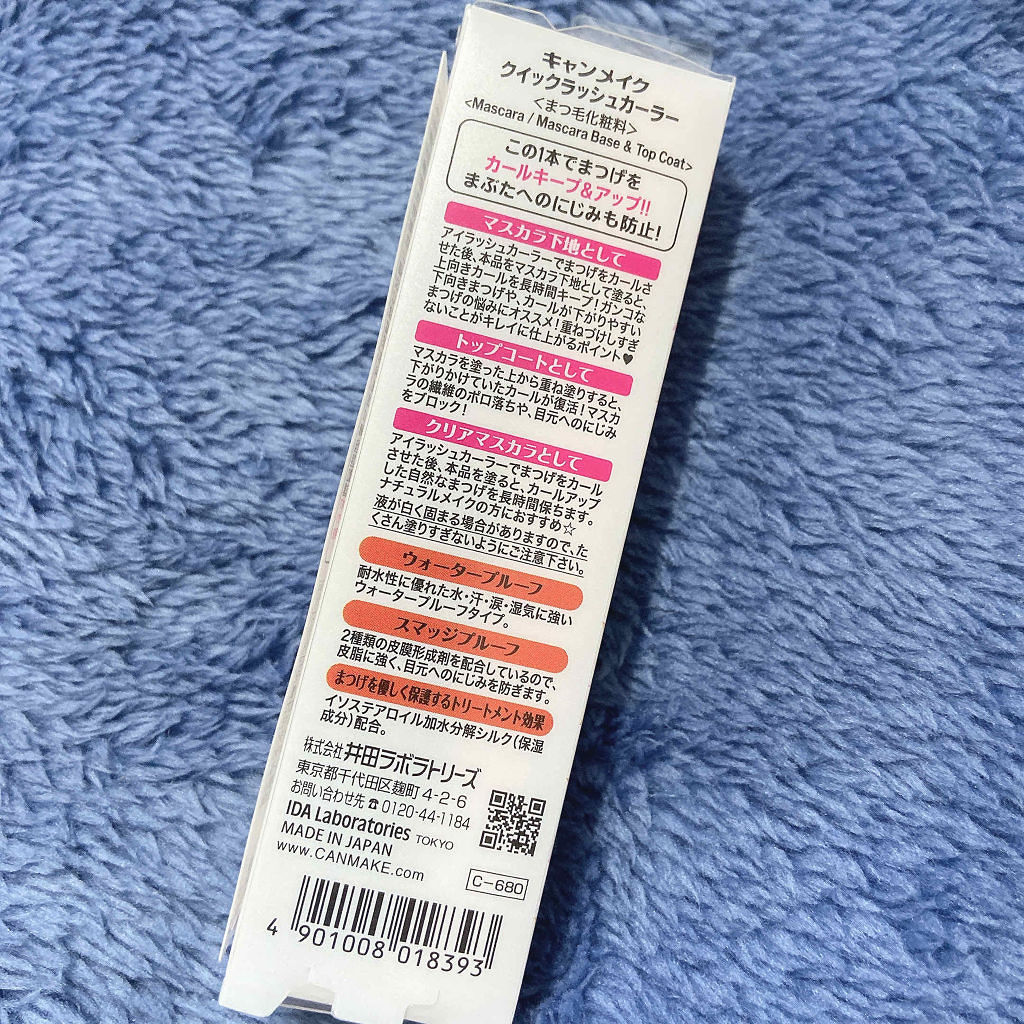 キャンメイク
クイックラッシュカーラー
<まつ毛化粧料>
<Mascara / Mascara Base & Top Coat>
この1本でまつげを
カールキープ&アップ!!
まぶたへのにじみも防止!
マスカラ下地として
アイラッシュカーラーでまつげをカールさ
せた後、本品をマスカラ下地として塗ると、
上向きカールを長時間キープ!ガンコな
下向きまつげや、カールが下がりやすい
まつげの悩みにオススメ!重ねづけしすぎ
ないことがキレイに仕上がるポイント♥
トップコートとして
マスカラを塗った上から重ね塗りすると、
下がりかけていたカールが復活!マスカ
ラの繊維のポロ落ちや、目元へのにじみ
をブロック!
クリアマスカラとして
アイラッシュカーラーでまつげをカール
させた後、本品を塗ると、カールアップ
した自然なまつげを長時間保ちます。
ナチュラルメイクの方におすすめ☆
液が白く固まる場合がありますので、た
くさん塗りすぎないようにご注意下さい。
ウォータープルーフ
耐水性に優れた水・汗・涙・湿気に強い
ウォータープルーフタイプ。
スマッジプルーフ
2種類の皮膜形成剤を配合しているので、
皮脂に強く、目元へのにじみを防ぎます。
まつげを優しく保護するトリートメント効果
イソステアロイル加水分解シルク(保湿
成分)配合。
株式会社 井田ラボラトリーズ
東京都千代田区麹町 4-2-6
お問い合わせ先 ☎ 0120-44-1184
IDA Laboratories TOKYO
MADE IN JAPAN
www.CANMAKE.com
C-680
4 901008 018393